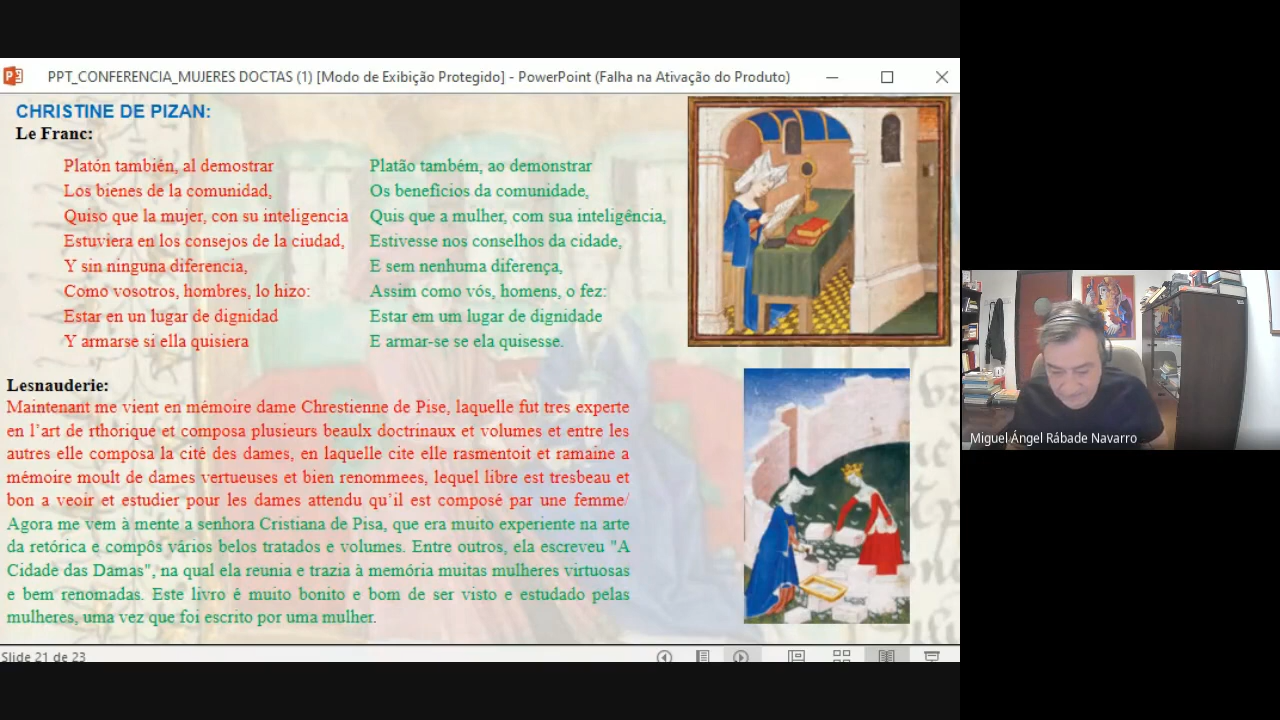 PPT_CONFERENCIA_MUJERES DOCTAS (1) [Modo de Exibição Protegido] - PowerPoint (Falha na Ativação do Produto)
CHRISTINE DE PIZAN:
Le Franc:
Platón también, al demostrar
Los bienes de la comunidad,
Quiso que la mujer, con su inteligencia
Estuviera en los consejos de la ciudad,
Y sin ninguna diferencia,
Como vosotros, hombres, lo hizo:
Estar en un lugar de dignidad
Y armarse si ella quisiera
Platão também, ao demonstrar
Os benefícios da comunidade,
Quis que a mulher, com sua inteligência,
Estivesse nos conselhos da cidade,
E sem nenhuma diferença,
Assim como vós, homens, o fez:
Estar em um lugar de dignidade
E armar-se se ela quisesse.
Lesnauderie:
Maintenant me vient en mémoire dame Chrestienne de Pise, laquelle fut tres experte
en l'art de rthorique et composa plusieurs beaulx doctrinaux et volumes et entre les
autres elle composa la cité des dames, en laquelle cite elle rasmentoit et ramaine a
mémoire moult de dames vertueuses et bien renommees, lequel libre est tresbeau et
bon a veoir et estudier pour les dames attendu qu'il est composé par une femme/
Agora me vem à mente a senhora Cristiana de Pisa, que era muito experiente na arte
da retórica e compôs vários belos tratados e volumes. Entre outros, ela escreveu "A
Cidade das Damas", na qual ela reunia e trazia à memória muitas mulheres virtuosas
e bem renomadas. Este livro é muito bonito e bom de ser visto e estudado pelas
mulheres, uma vez que foi escrito por uma mulher.
Slide 21 de 23
Miguel Ángel Rábade Navarro